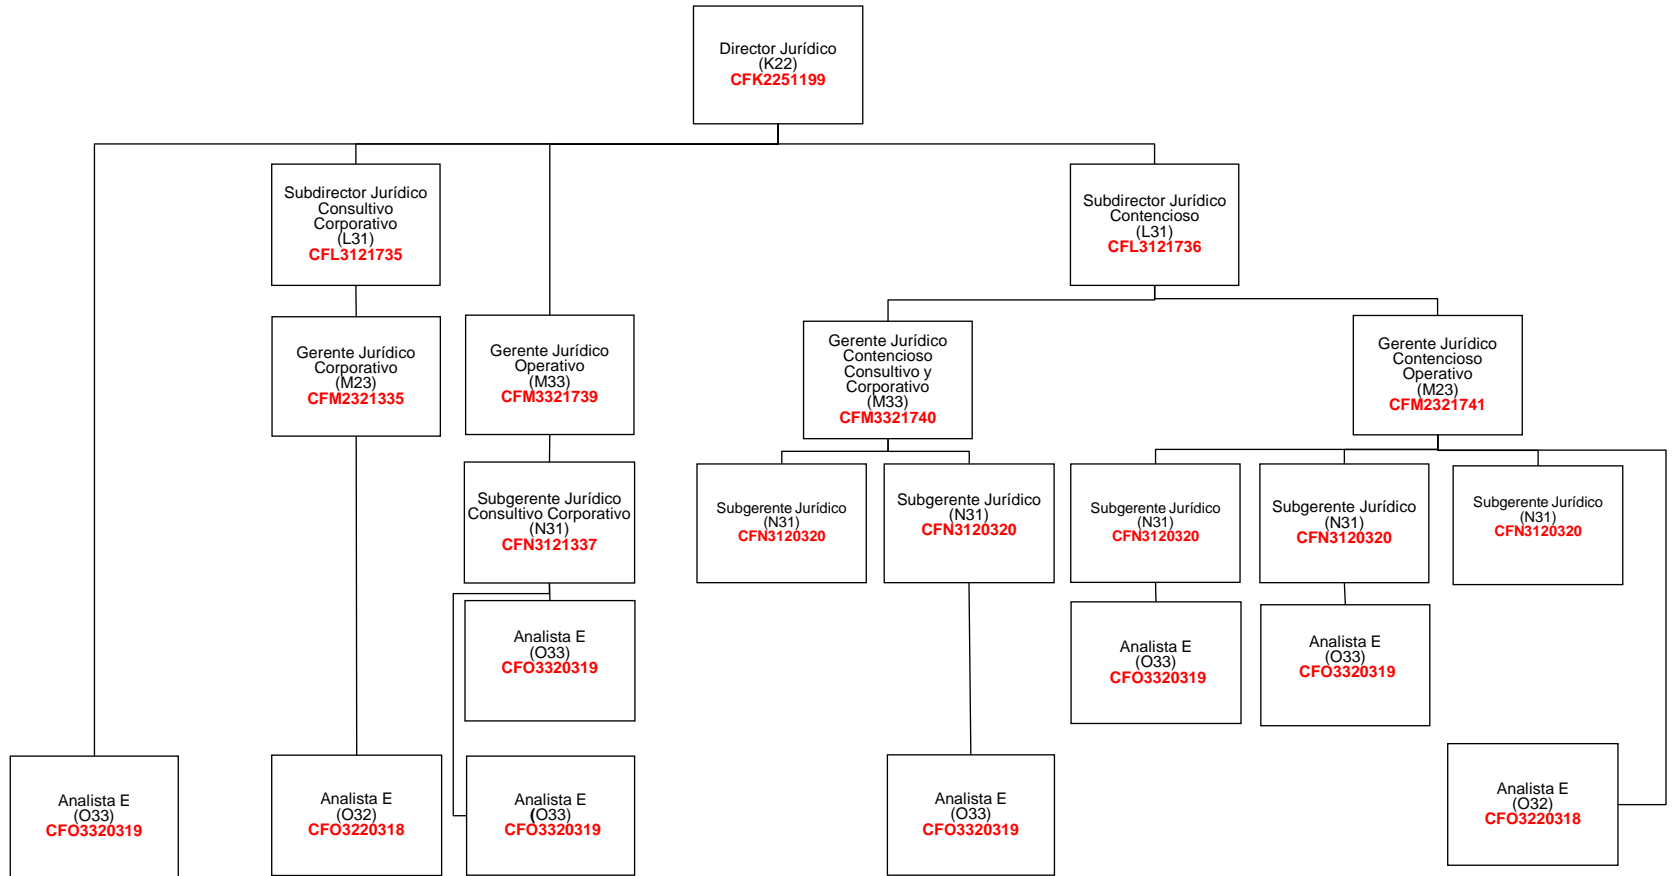 Director Jurídico
(K22)
CFK2251199
Subdirector Jurídico
Consultivo
Corporativo
(L31)
CFL3121735
Subdirector Jurídico
Contencioso
(L31)
CFL3121736
Gerente Jurídico
Corporativo
(M23)
CFM2321335
Gerente Jurídico
Operativo
(M33)
CFM3321739
Gerente Jurídico
Contencioso
Consultivo y
Corporativo
(M33)
CFM3321740
Gerente Jurídico
Contencioso
Operativo
(M23)
CFM2321741
Subgerente Jurídico
Consultivo Corporativo
(N31)
CFN3121337
Subgerente Jurídico
(N31)
CFN3120320
Subgerente Jurídico
(N31)
CFN3120320
Subgerente Jurídico
(N31)
CFN3120320
Subgerente Jurídico
(N31)
CFN3120320
Subgerente Jurídico
(N31)
CFN3120320
Analista E
(O33)
CFO3320319
Analista E
(O33)
CFO3320319
Analista E
(O33)
CFO3320319
Analista E
(O33)
CFO3320319
Analista E
(O32)
CFO3220318
Analista E
(O33)
CFO3320319
Analista E
(O33)
CFO3320319
Analista E
(O32)
CFO3220318